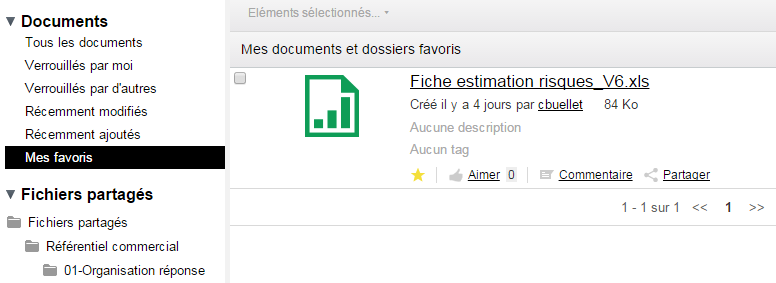 Documents
Tous les documents
Verrouillés par moi
Verrouillés par d'autres
Récemment modifiés
Récemment ajoutés
Mes favoris
Fichiers partagés
Fichiers partagés
Référentiel commercial
01-Organisation réponse
Eléments sélectionnés...
Mes documents et dossiers favoris
Fiche estimation risques_V6.xls
Créé il y a 4 jours par cbuellet 84 Ko
Aucune description
Aucun tag
Aimer 0 Commentaire Partager
1 - 1 sur 1 << 1 >>